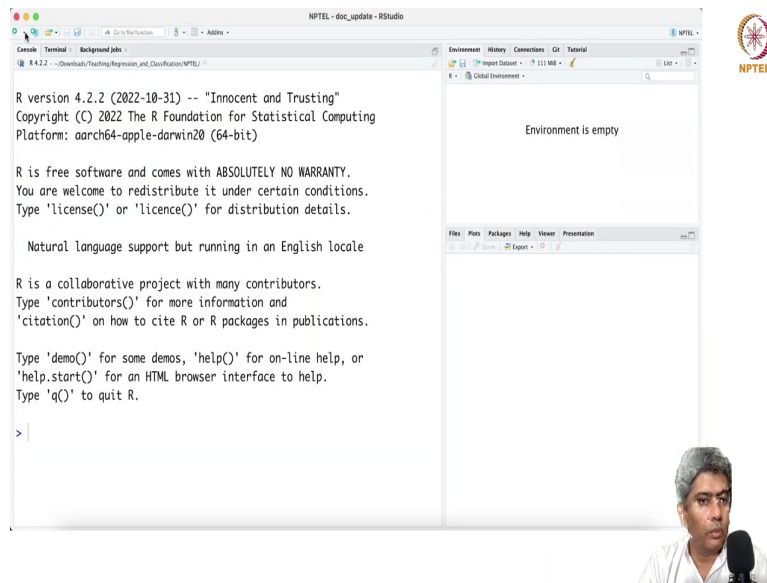 NPTEL - doc_update - RStudio
Go to file/function
Addins
NPTEL
Console Terminal Background Jobs
R 4.2.2 · ~/Downloads/Teaching/Regression_and_Classification/NPTEL/
R version 4.2.2 (2022-10-31) -- "Innocent and Trusting"
Copyright (C) 2022 The R Foundation for Statistical Computing
Platform: aarch64-apple-darwin20 (64-bit)
R is free software and comes with ABSOLUTELY NO WARRANTY.
You are welcome to redistribute it under certain conditions.
Type 'license()' or 'licence()' for distribution details.
Natural language support but running in an English locale
R is a collaborative project with many contributors.
Type 'contributors()' for more information and
'citation()' on how to cite R or R packages in publications.
Type 'demo()' for some demos, 'help()' for on-line help, or
'help.start()' for an HTML browser interface to help.
Type 'q()' to quit R.
>
Environment History Connections Git Tutorial
Import Dataset 111 MiB List
R Global Environment
Environment is empty
Files Plots Packages Help Viewer Presentation
Zoom Export
NPTEL